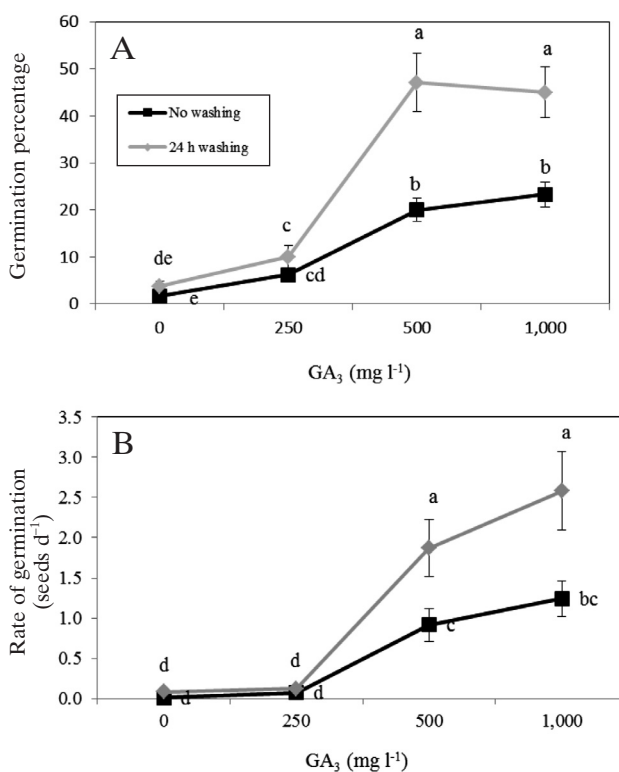 A
Germination percentage
60
50
40
30
20
10
0
No washing
24 h washing
a
a
b
b
c
cd
de
e
0 250 500 1,000
GA₃ (mg l⁻¹)
B
Rate of germination
(seeds d⁻¹)
3.5
3.0
2.5
2.0
1.5
1.0
0.5
0.0
a
a
bc
c
d
d
d
d
0 250 500 1,000
GA₃ (mg l⁻¹)